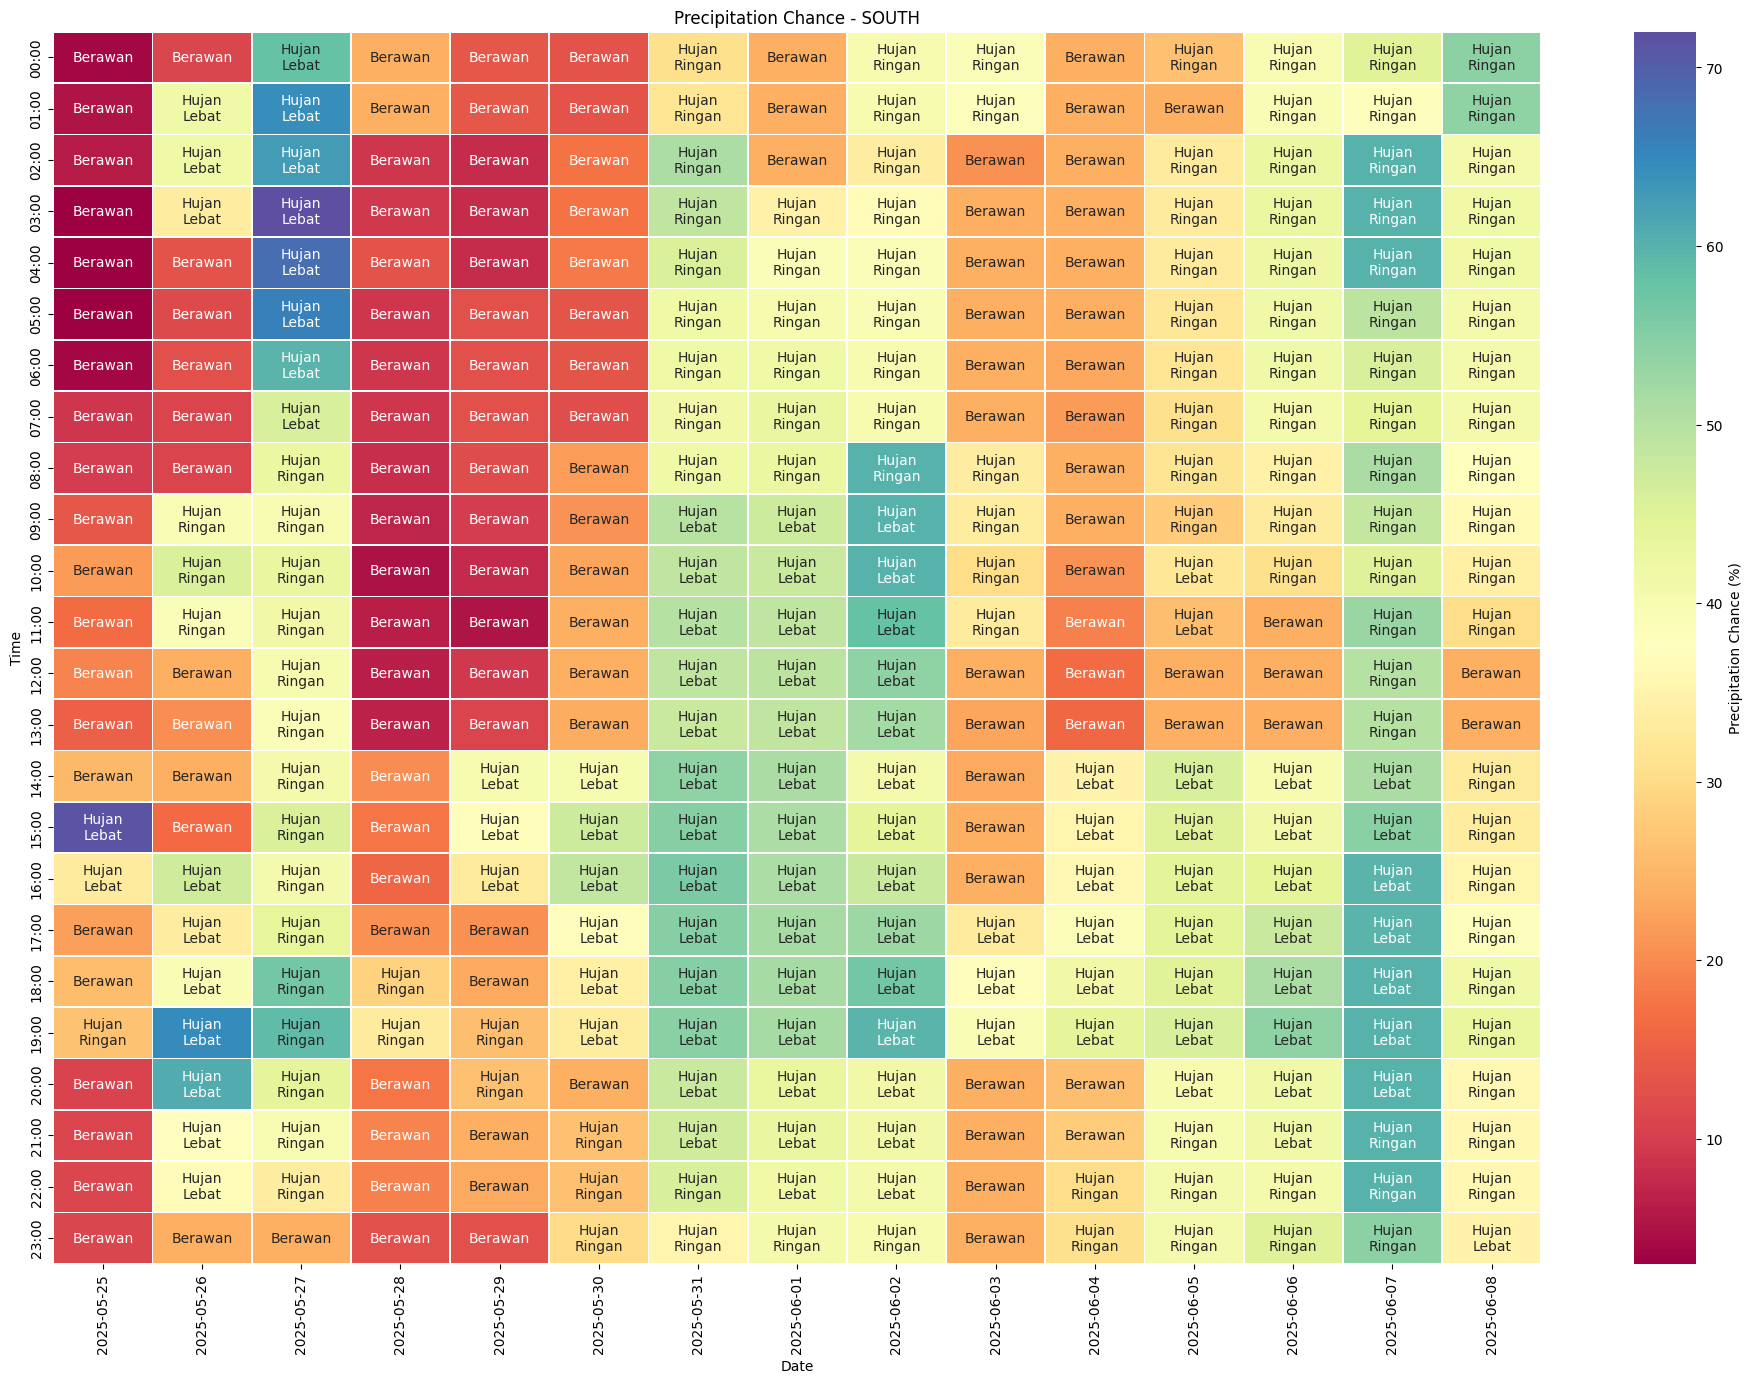 Precipitation Chance - SOUTH
00:00 Berawan Berawan Hujan Lebat Berawan Berawan Berawan Hujan Ringan Berawan Hujan Ringan Hujan Ringan Berawan Hujan Ringan Hujan Ringan Hujan Ringan Hujan Ringan
01:00 Berawan Hujan Lebat Hujan Lebat Berawan Berawan Berawan Hujan Ringan Berawan Hujan Ringan Hujan Ringan Berawan Berawan Hujan Ringan Hujan Ringan Hujan Ringan
02:00 Berawan Hujan Lebat Hujan Lebat Berawan Berawan Berawan Hujan Ringan Berawan Hujan Ringan Berawan Berawan Hujan Ringan Hujan Ringan Hujan Ringan Hujan Ringan
03:00 Berawan Hujan Lebat Hujan Lebat Berawan Berawan Berawan Hujan Ringan Hujan Ringan Hujan Ringan Berawan Berawan Hujan Ringan Hujan Ringan Hujan Ringan Hujan Ringan
04:00 Berawan Berawan Hujan Lebat Berawan Berawan Berawan Hujan Ringan Hujan Ringan Hujan Ringan Berawan Berawan Hujan Ringan Hujan Ringan Hujan Ringan Hujan Ringan
05:00 Berawan Berawan Hujan Lebat Berawan Berawan Berawan Hujan Ringan Hujan Ringan Hujan Ringan Berawan Berawan Hujan Ringan Hujan Ringan Hujan Ringan Hujan Ringan
06:00 Berawan Berawan Hujan Lebat Berawan Berawan Berawan Hujan Ringan Hujan Ringan Hujan Ringan Berawan Berawan Hujan Ringan Hujan Ringan Hujan Ringan Hujan Ringan
07:00 Berawan Berawan Hujan Lebat Berawan Berawan Berawan Hujan Ringan Hujan Ringan Hujan Ringan Berawan Berawan Hujan Ringan Hujan Ringan Hujan Ringan Hujan Ringan
08:00 Berawan Berawan Hujan Ringan Berawan Berawan Berawan Hujan Ringan Hujan Ringan Hujan Ringan Hujan Ringan Berawan Hujan Ringan Hujan Ringan Hujan Ringan Hujan Ringan
09:00 Berawan Hujan Ringan Hujan Ringan Berawan Berawan Berawan Hujan Lebat Hujan Lebat Hujan Lebat Hujan Ringan Berawan Hujan Ringan Hujan Ringan Hujan Ringan Hujan Ringan
10:00 Berawan Hujan Ringan Hujan Ringan Berawan Berawan Berawan Hujan Lebat Hujan Lebat Hujan Lebat Hujan Ringan Berawan Hujan Lebat Hujan Ringan Hujan Ringan Hujan Ringan
11:00 Berawan Hujan Ringan Hujan Ringan Berawan Berawan Berawan Hujan Lebat Hujan Lebat Hujan Lebat Hujan Ringan Berawan Hujan Lebat Berawan Hujan Ringan Hujan Ringan
12:00 Berawan Berawan Hujan Ringan Berawan Berawan Berawan Hujan Lebat Hujan Lebat Hujan Lebat Berawan Berawan Berawan Berawan Hujan Ringan Berawan
13:00 Berawan Berawan Hujan Ringan Berawan Berawan Berawan Hujan Lebat Hujan Lebat Hujan Lebat Berawan Berawan Berawan Berawan Hujan Ringan Berawan
14:00 Berawan Berawan Hujan Ringan Berawan Hujan Lebat Hujan Lebat Hujan Lebat Hujan Lebat Hujan Lebat Berawan Hujan Lebat Hujan Lebat Hujan Lebat Hujan Lebat Hujan Ringan
15:00 Hujan Lebat Berawan Hujan Ringan Berawan Hujan Lebat Hujan Lebat Hujan Lebat Hujan Lebat Hujan Lebat Berawan Hujan Lebat Hujan Lebat Hujan Lebat Hujan Lebat Hujan Ringan
16:00 Hujan Lebat Hujan Lebat Hujan Ringan Berawan Hujan Lebat Hujan Lebat Hujan Lebat Hujan Lebat Hujan Lebat Berawan Hujan Lebat Hujan Lebat Hujan Lebat Hujan Lebat Hujan Ringan
17:00 Berawan Hujan Lebat Hujan Ringan Berawan Berawan Hujan Lebat Hujan Lebat Hujan Lebat Hujan Lebat Hujan Lebat Hujan Lebat Hujan Lebat Hujan Lebat Hujan Lebat Hujan Ringan
18:00 Berawan Hujan Lebat Hujan Ringan Hujan Ringan Berawan Hujan Lebat Hujan Lebat Hujan Lebat Hujan Lebat Hujan Lebat Hujan Lebat Hujan Lebat Hujan Lebat Hujan Lebat Hujan Ringan
19:00 Hujan Ringan Hujan Lebat Hujan Ringan Hujan Ringan Hujan Ringan Hujan Lebat Hujan Lebat Hujan Lebat Hujan Lebat Hujan Lebat Hujan Lebat Hujan Lebat Hujan Lebat Hujan Lebat Hujan Ringan
20:00 Berawan Hujan Lebat Hujan Ringan Berawan Hujan Ringan Berawan Hujan Lebat Hujan Lebat Hujan Lebat Berawan Berawan Hujan Lebat Hujan Lebat Hujan Lebat Hujan Ringan
21:00 Berawan Hujan Lebat Hujan Ringan Berawan Berawan Hujan Ringan Hujan Lebat Hujan Lebat Hujan Lebat Berawan Berawan Hujan Ringan Hujan Lebat Hujan Ringan Hujan Ringan
22:00 Berawan Hujan Lebat Hujan Ringan Berawan Berawan Hujan Ringan Hujan Ringan Hujan Lebat Hujan Lebat Berawan Hujan Ringan Hujan Ringan Hujan Ringan Hujan Ringan Hujan Ringan
23:00 Berawan Berawan Berawan Berawan Berawan Hujan Ringan Hujan Ringan Hujan Ringan Hujan Ringan Berawan Hujan Ringan Hujan Ringan Hujan Ringan Hujan Ringan Hujan Lebat
Time
2025-05-25 2025-05-26 2025-05-27 2025-05-28 2025-05-29 2025-05-30 2025-05-31 2025-06-01 2025-06-02 2025-06-03 2025-06-04 2025-06-05 2025-06-06 2025-06-07 2025-06-08
Date
70
60
50
40
30
20
10
Precipitation Chance (%)